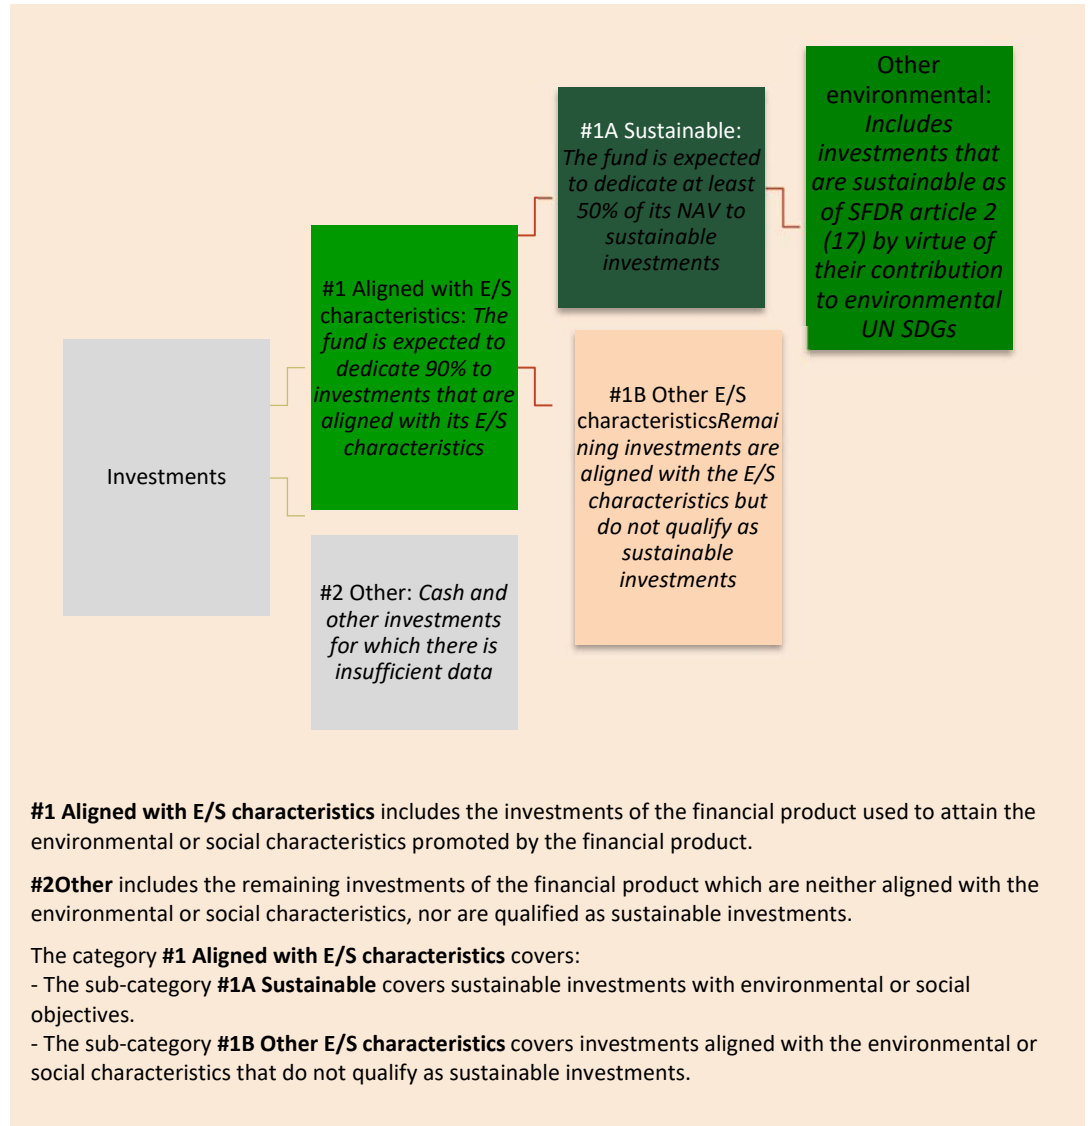 Investments
#1 Aligned with E/S
characteristics: The
fund is expected to
dedicate 90% to
investments that are
aligned with its E/S
characteristics
#2 Other: Cash and
other investments
for which there is
insufficient data
#1A Sustainable:
The fund is expected
to dedicate at least
50% of its NAV to
sustainable
investments
#1B Other E/S
characteristicsRemai
ning investments are
aligned with the E/S
characteristics but
do not qualify as
sustainable
investments
Other
environmental:
Includes
investments that
are sustainable as
of SFDR article 2
(17) by virtue of
their contribution
to environmental
UN SDGs
#1 Aligned with E/S characteristics includes the investments of the financial product used to attain the
environmental or social characteristics promoted by the financial product.
#2Other includes the remaining investments of the financial product which are neither aligned with the
environmental or social characteristics, nor are qualified as sustainable investments.
The category #1 Aligned with E/S characteristics covers:
- The sub-category #1A Sustainable covers sustainable investments with environmental or social
objectives.
- The sub-category #1B Other E/S characteristics covers investments aligned with the environmental or
social characteristics that do not qualify as sustainable investments.